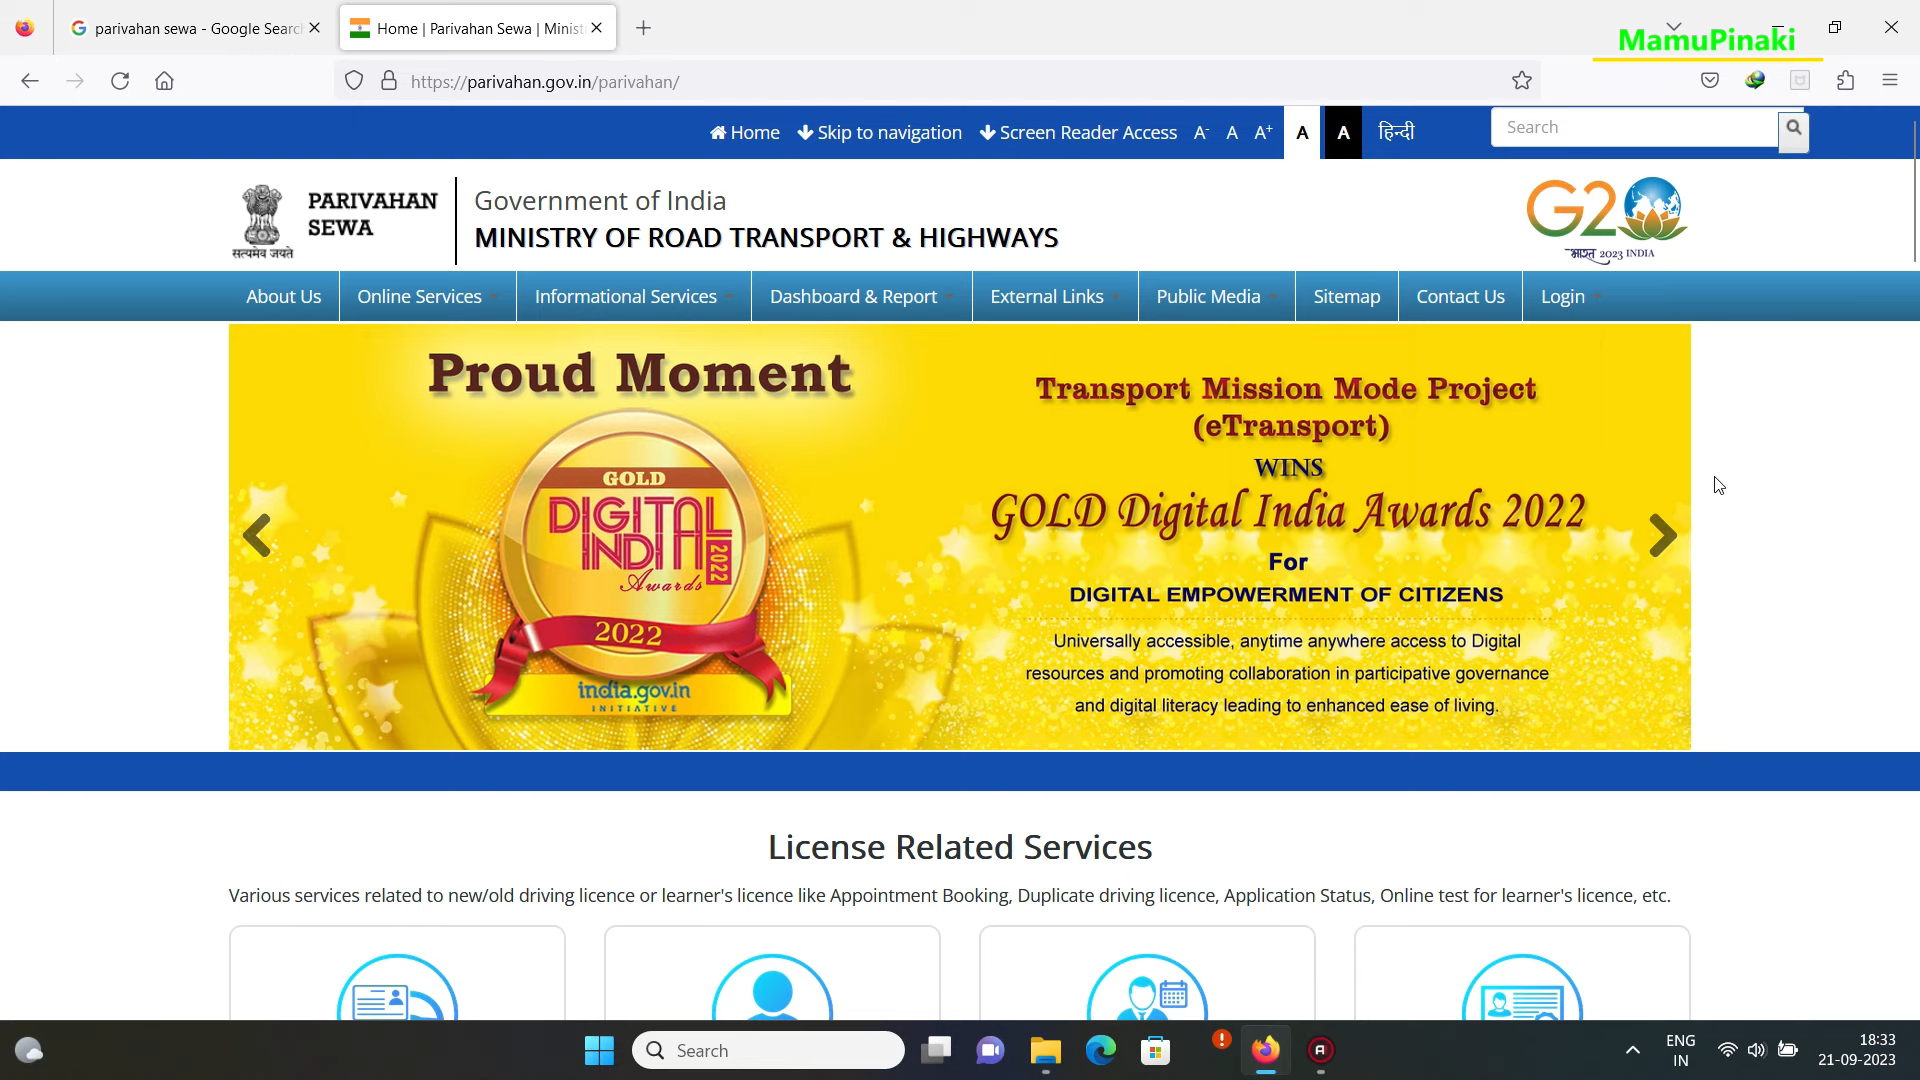 parivahan sewa - Google Search
Home | Parivahan Sewa | Minist
MamuPinaki
https://parivahan.gov.in/parivahan/
Home
Skip to navigation
Screen Reader Access
A-
A
A+
A
A
हिन्दी
Search
PARIVAHAN
SEWA
सत्यमेव जयते
Government of India
MINISTRY OF ROAD TRANSPORT & HIGHWAYS
G20
भारत 2023 INDIA
About Us
Online Services
Informational Services
Dashboard & Report
External Links
Public Media
Sitemap
Contact Us
Login
Proud Moment
GOLD
DIGITAL
INDIA
2022
Awards
2022
india.gov.in
INITIATIVE
Transport Mission Mode Project
(eTransport)
WINS
GOLD Digital India Awards 2022
For
DIGITAL EMPOWERMENT OF CITIZENS
Universally accessible, anytime anywhere access to Digital
resources and promoting collaboration in participative governance
and digital literacy leading to enhanced ease of living.
License Related Services
Various services related to new/old driving licence or learner's licence like Appointment Booking, Duplicate driving licence, Application Status, Online test for learner's licence, etc.
Search
ENG
IN
18:33
21-09-2023